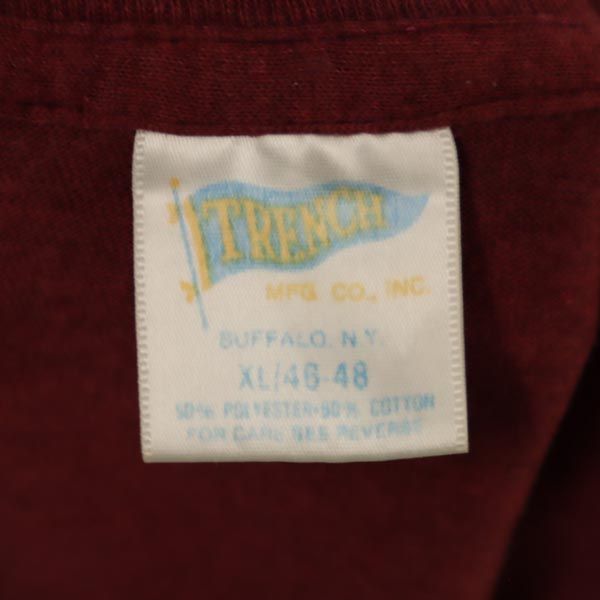 TRENCH
MFG. CO., INC.
BUFFALO, N.Y.
XL/46-48
50% POLYESTER•50% COTTON
FOR CARE SEE REVERSE